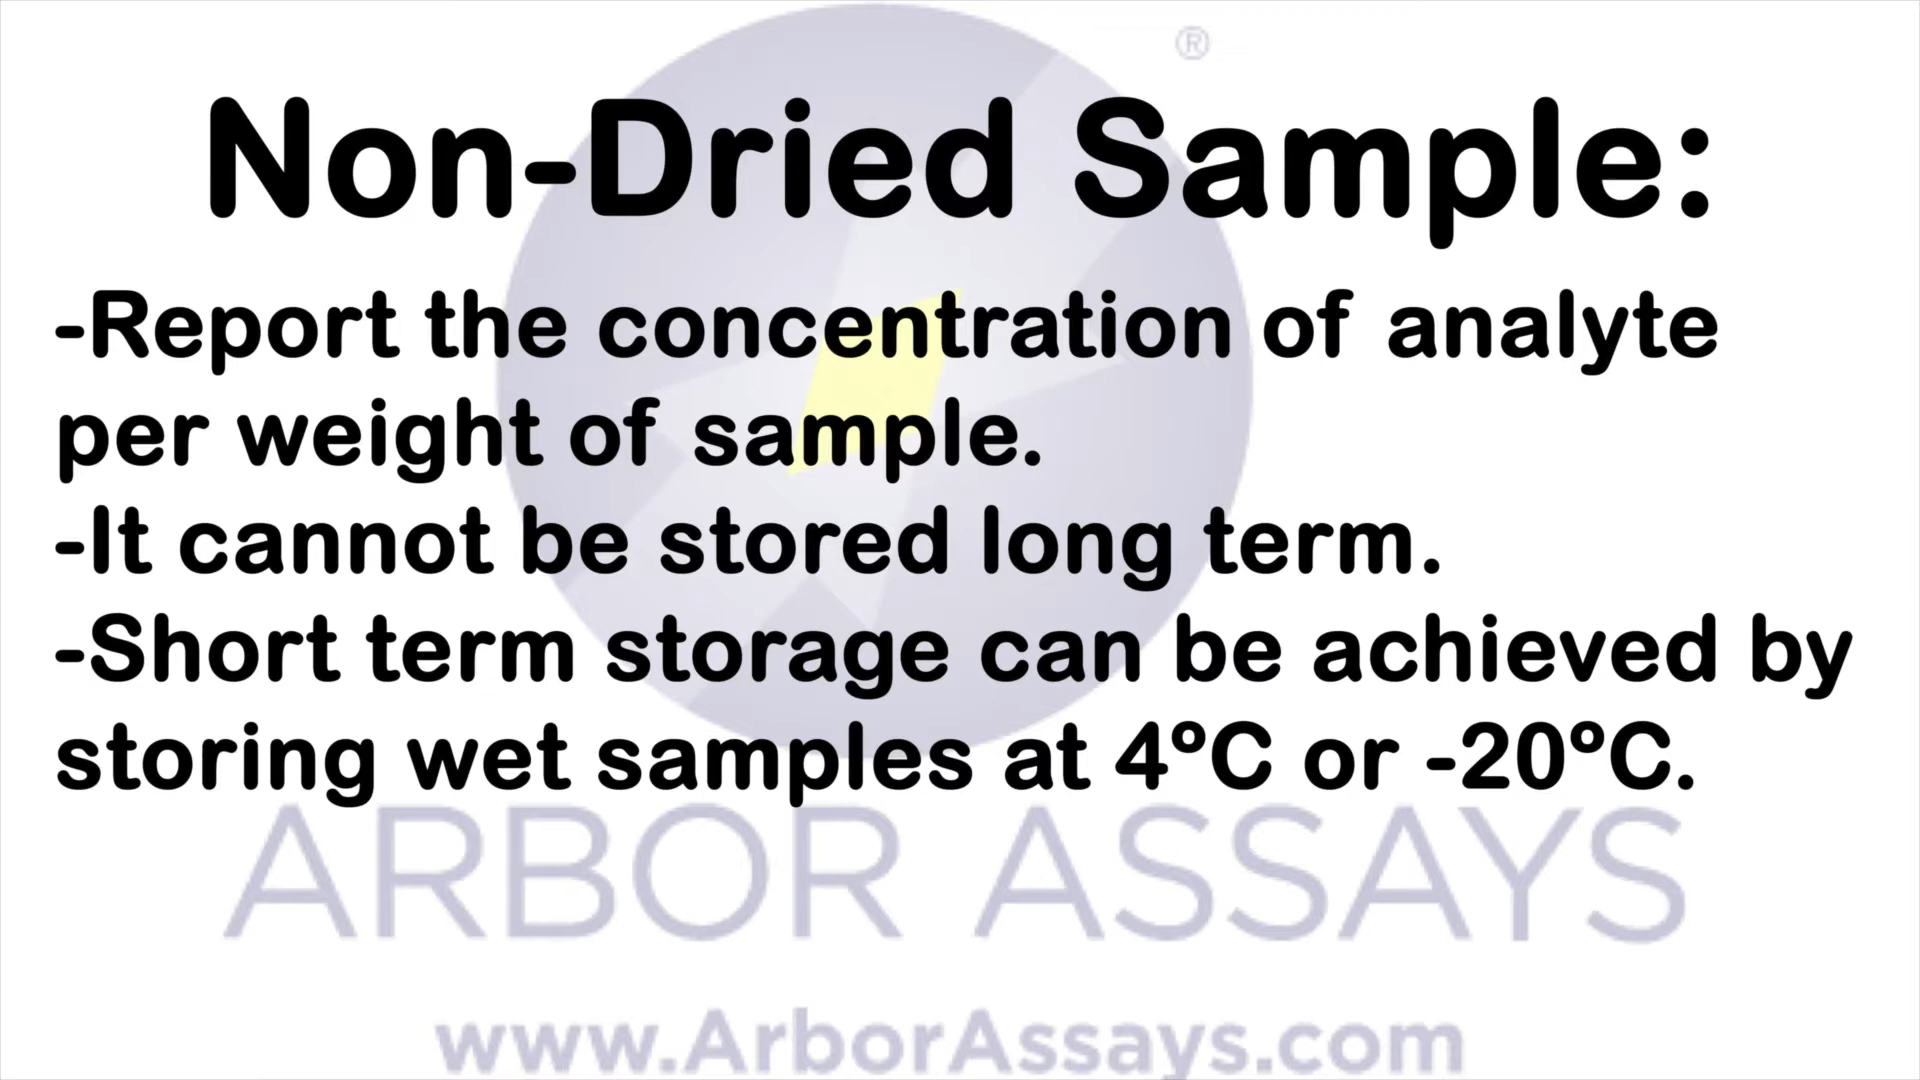 ®
Non-Dried Sample:
-Report the concentration of analyte
per weight of sample.
-It cannot be stored long term.
-Short term storage can be achieved by
storing wet samples at 4ºC or -20ºC.
ARBOR ASSAYS
www.ArborAssays.com